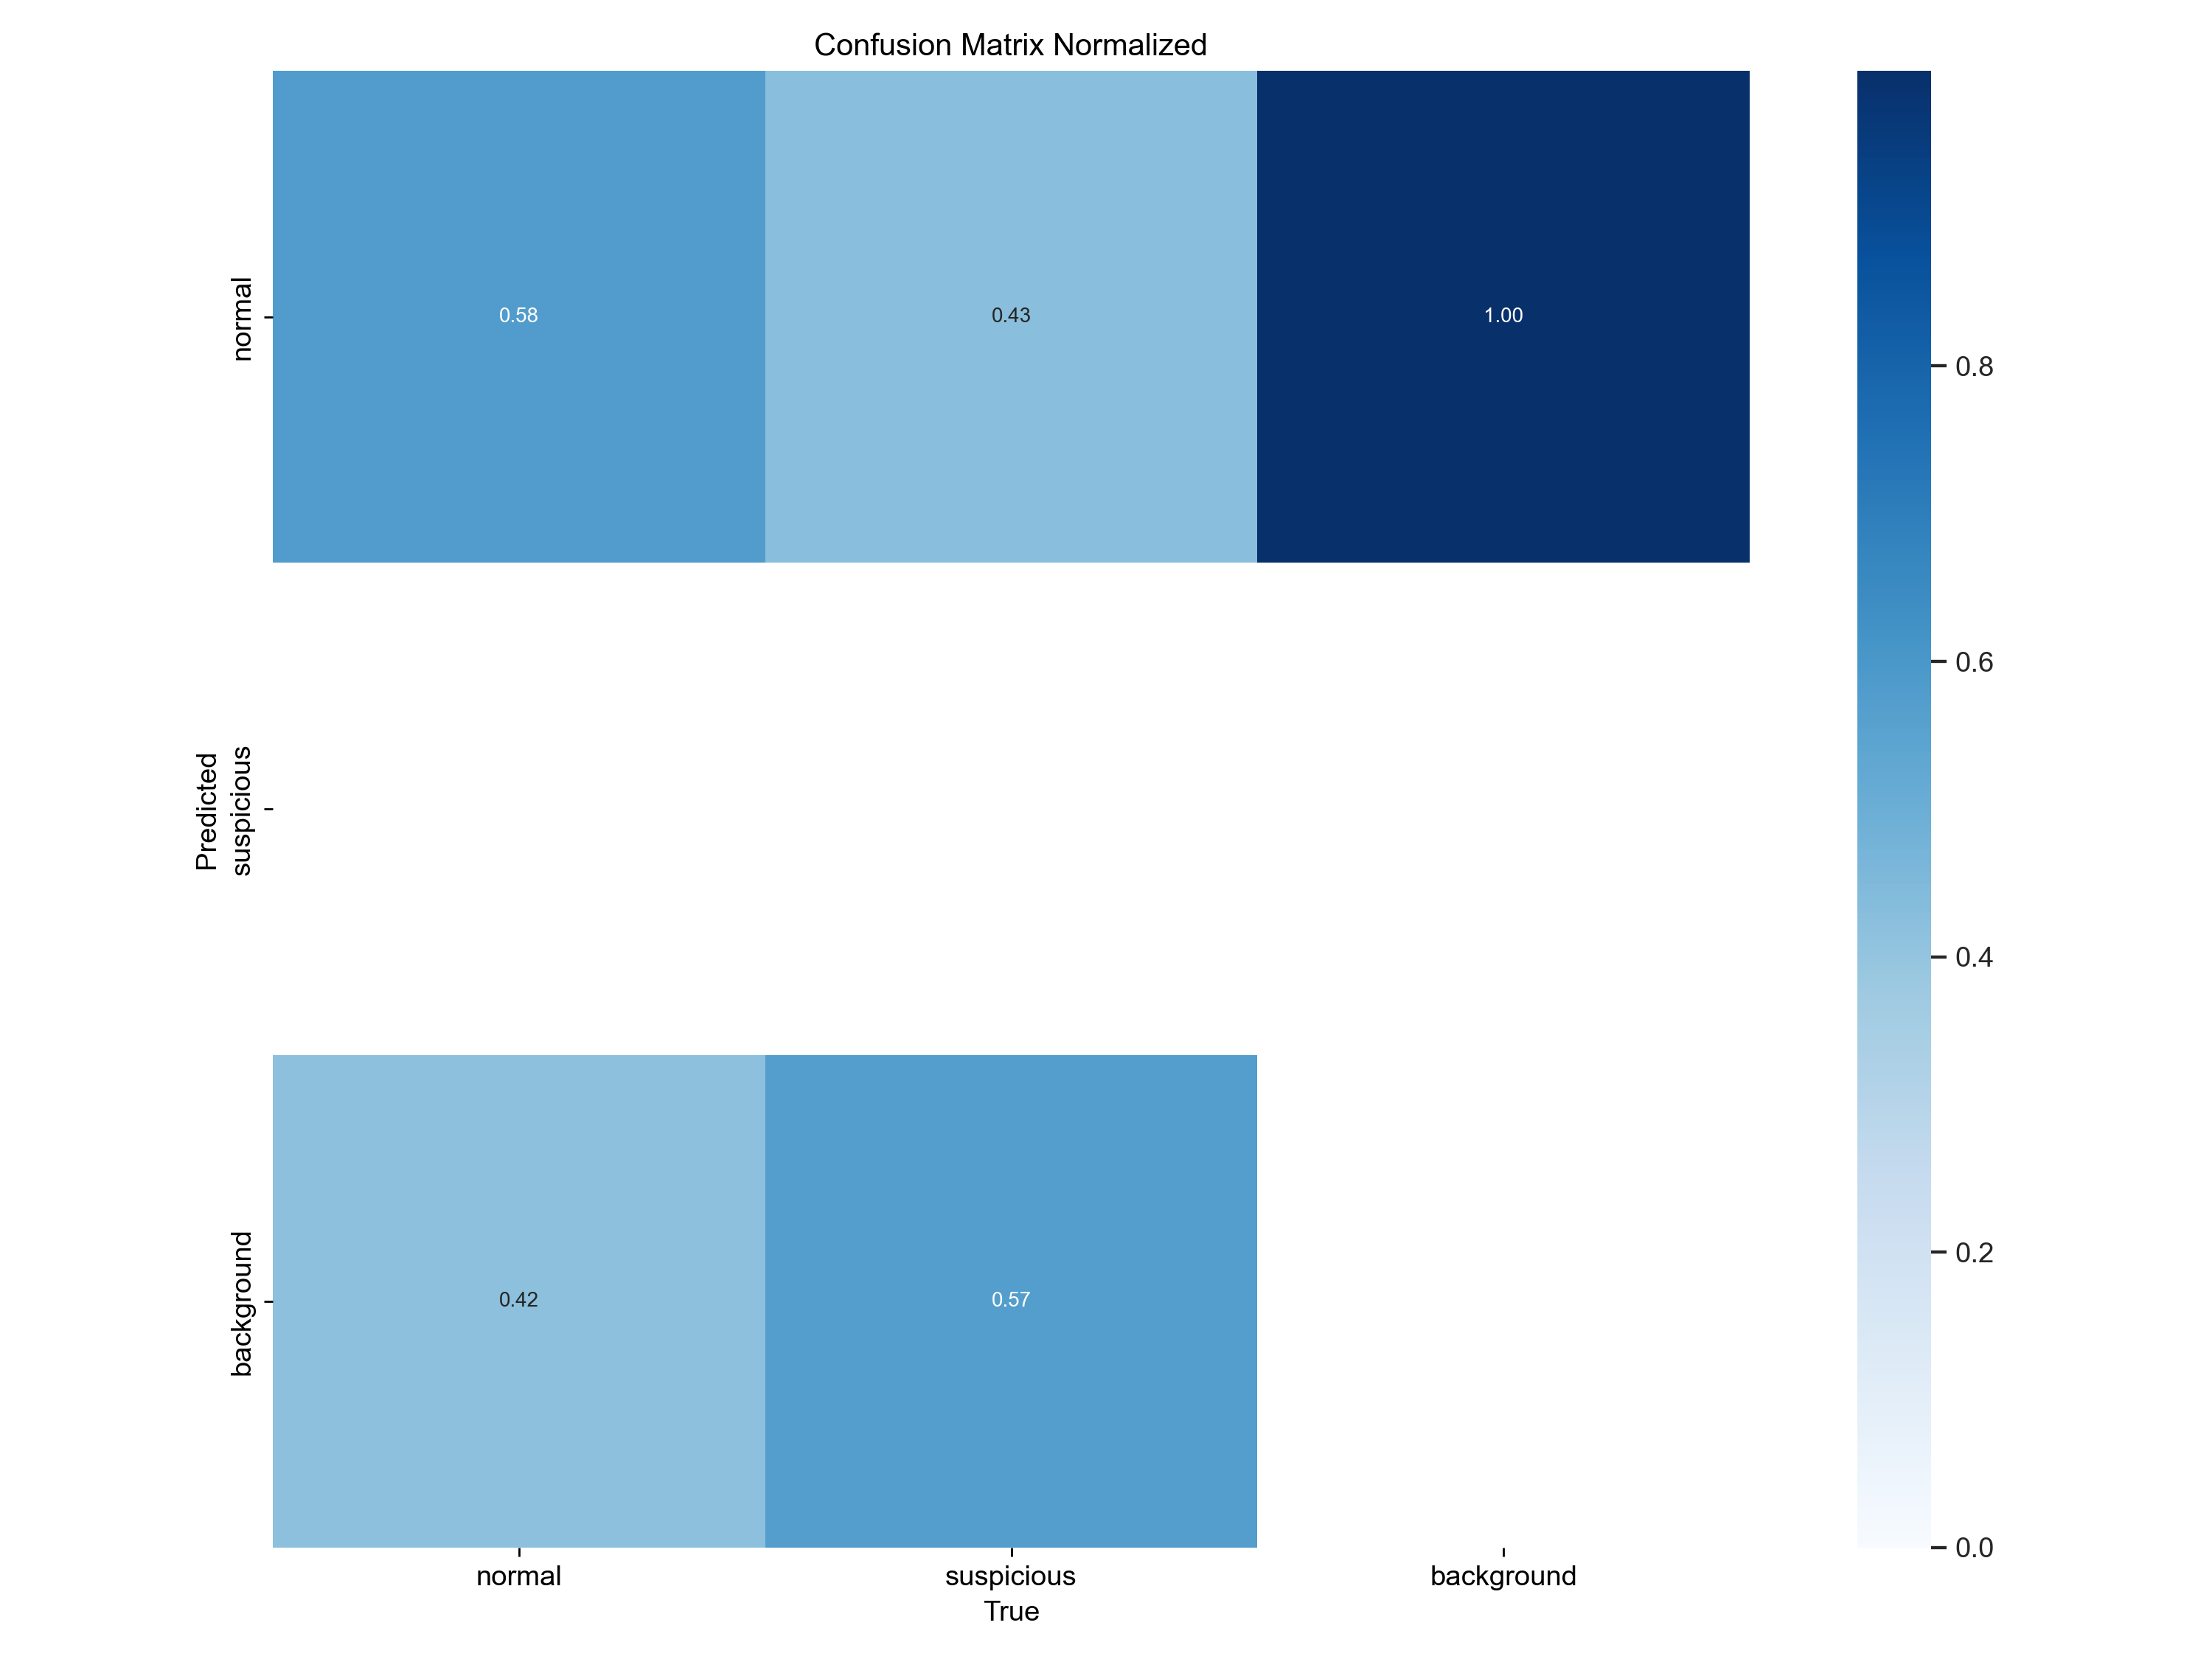 Confusion Matrix Normalized
normal
0.58
0.43
1.00
0.8
0.6
Predicted
suspicious
0.4
background
0.42
0.57
0.2
0.0
normal
suspicious
background
True